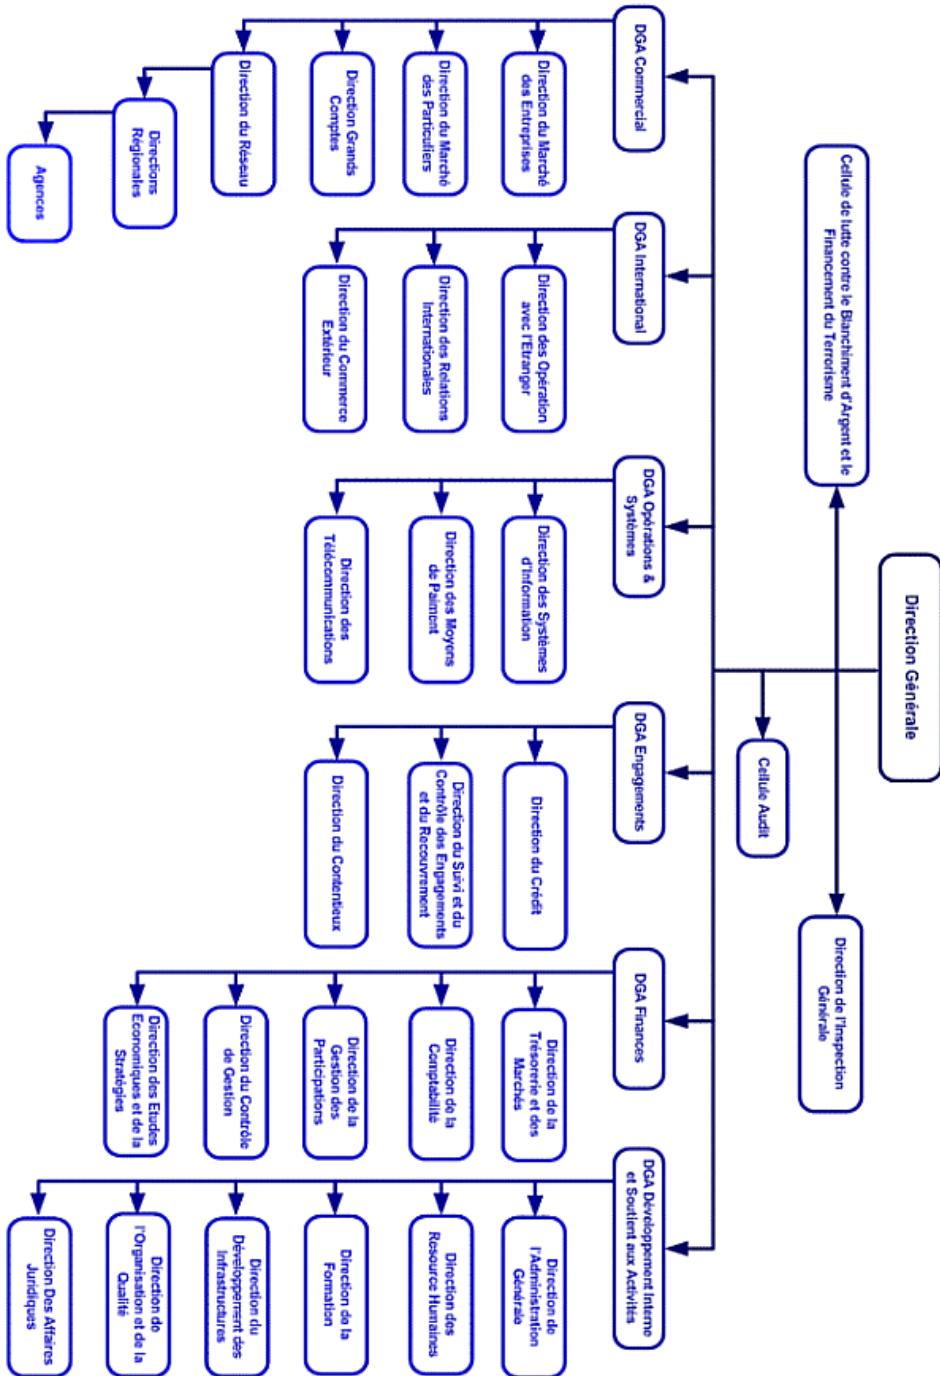 Direction Générale
Cellule de lutte contre le Blanchiment d'Argent et le
Financement du Terrorisme
Direction de l'Inspection
Générale
Cellule Audit
DGA Commercial
Direction du Marché
des Entreprises
Direction du Marché
des Particuliers
Direction Grands
Comptes
Direction du Réseau
Directions
Régionales
Agences
DGA International
Direction des Opération
avec l'Etranger
Direction des Relations
Internationales
Direction du Commerce
Extérieur
DGA Opérations &
Systèmes
Direction des Systèmes
d'Information
Direction des Moyens
de Paiment
Direction des
Télécommunications
DGA Engagements
Direction du Crédit
Direction du Suivi et du
Contrôle des Engagements
et du Recouvrement
Direction du Contentieux
DGA Finances
Direction de la
Trésorerie et des
Marchés
Direction de la
Comptabilité
Direction de la
Gestion des
Participations
Direction du Contrôle
de Gestion
Direction des Etudes
Economiques et de la
Stratégies
DGA Développement Interne
et Soutient aux Activités
Direction de
l'Administration
Générale
Direction des
Resource Humaines
Direction de la
Formation
Direction du
Développement des
Infrastructures
Direction de
l'Organisation et de la
Qualité
Direction Des Affaires
Juridiques